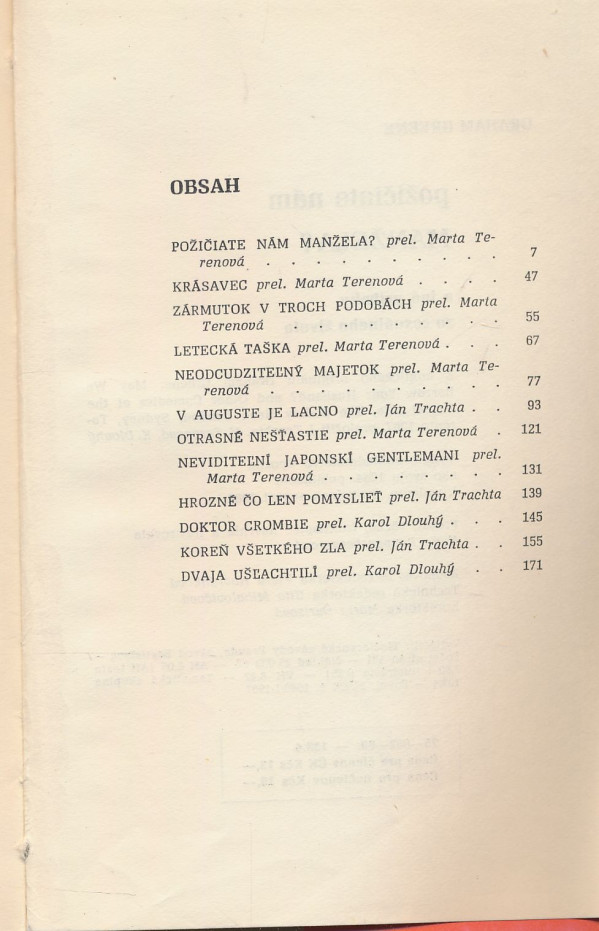 OBSAH
POŽIČIATE NÁM MANŽELA? prel. Marta Te-
renová . . . . . . . . . . 7
KRÁSAVEC prel. Marta Terenová . . . . 47
ZÁRMUTOK V TROCH PODOBÁCH prel. Marta
Terenová . . . . . . . . . 55
LETECKÁ TAŠKA prel. Marta Terenová . . . 67
NEODCUDZITEĽNÝ MAJETOK prel. Marta Te-
renová . . . . . . . . . . 77
V AUGUSTE JE LACNO prel. Ján Trachta . . 93
OTRASNÉ NEŠŤASTIE prel. Marta Terenová . 121
NEVIDITEĽNÍ JAPONSKÍ GENTLEMANI prel.
Marta Terenová . . . . . . . . 131
HROZNÉ ČO LEN POMYSLIEŤ prel. Ján Trachta 139
DOKTOR CROMBIE prel. Karol Dlouhý . . . 145
KOREŇ VŠETKÉHO ZLA prel. Ján Trachta . . 155
DVAJA UŠĽACHTILÍ prel. Karol Dlouhý . . 171